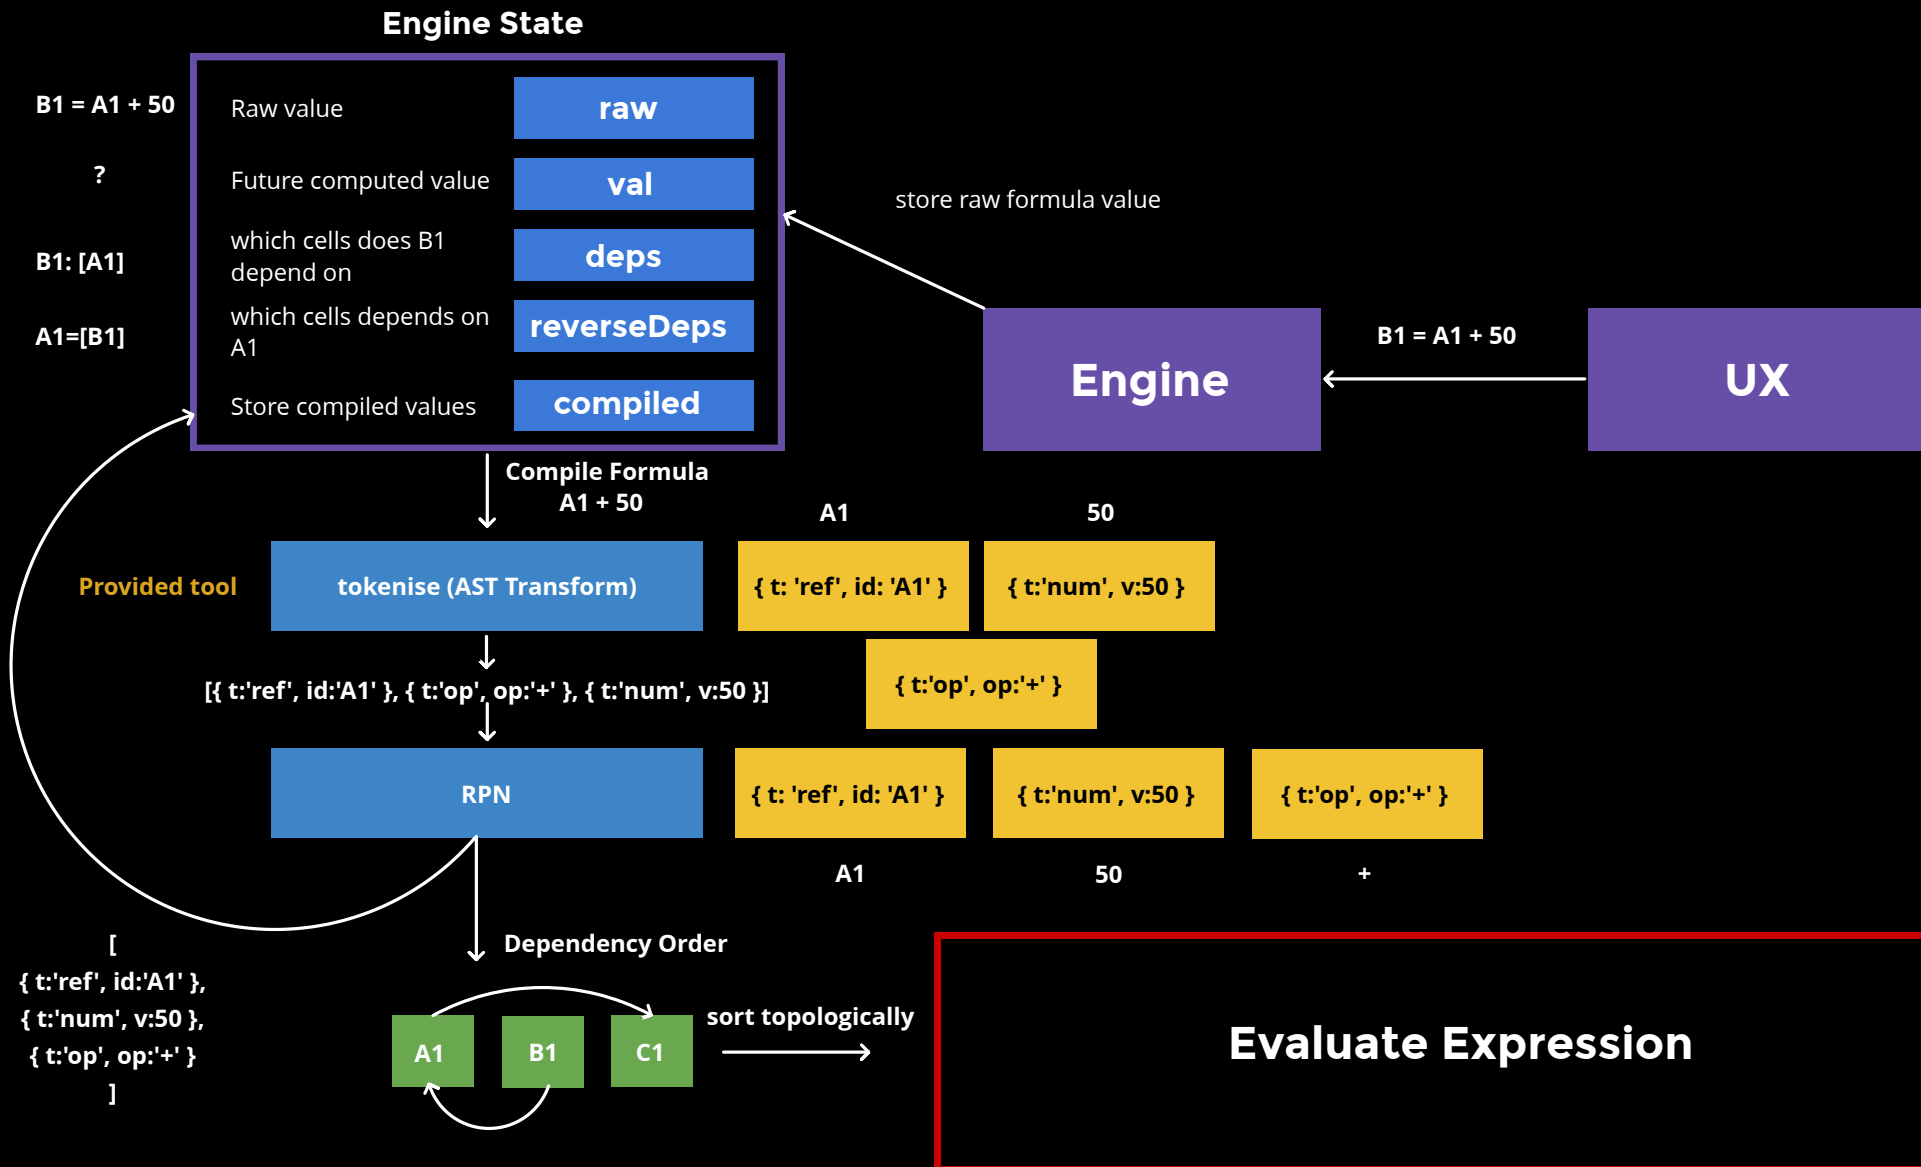 Engine State
B1 = A1 + 50
Raw value
raw
?
Future computed value
val
B1: [A1]
which cells does B1
depend on
deps
A1=[B1]
which cells depends on
A1
reverseDeps
Store compiled values
compiled
store raw formula value
Engine
B1 = A1 + 50
UX
Compile Formula
A1 + 50
A1
50
Provided tool
tokenise (AST Transform)
{ t: 'ref', id: 'A1' }
{ t:'num', v:50 }
[{ t:'ref', id:'A1' }, { t:'op', op:'+' }, { t:'num', v:50 }]
{ t:'op', op:'+' }
RPN
{ t: 'ref', id: 'A1' }
{ t:'num', v:50 }
{ t:'op', op:'+' }
A1
50
+
[
{ t:'ref', id:'A1' },
{ t:'num', v:50 },
{ t:'op', op:'+' }
]
Dependency Order
A1
B1
C1
sort topologically
Evaluate Expression